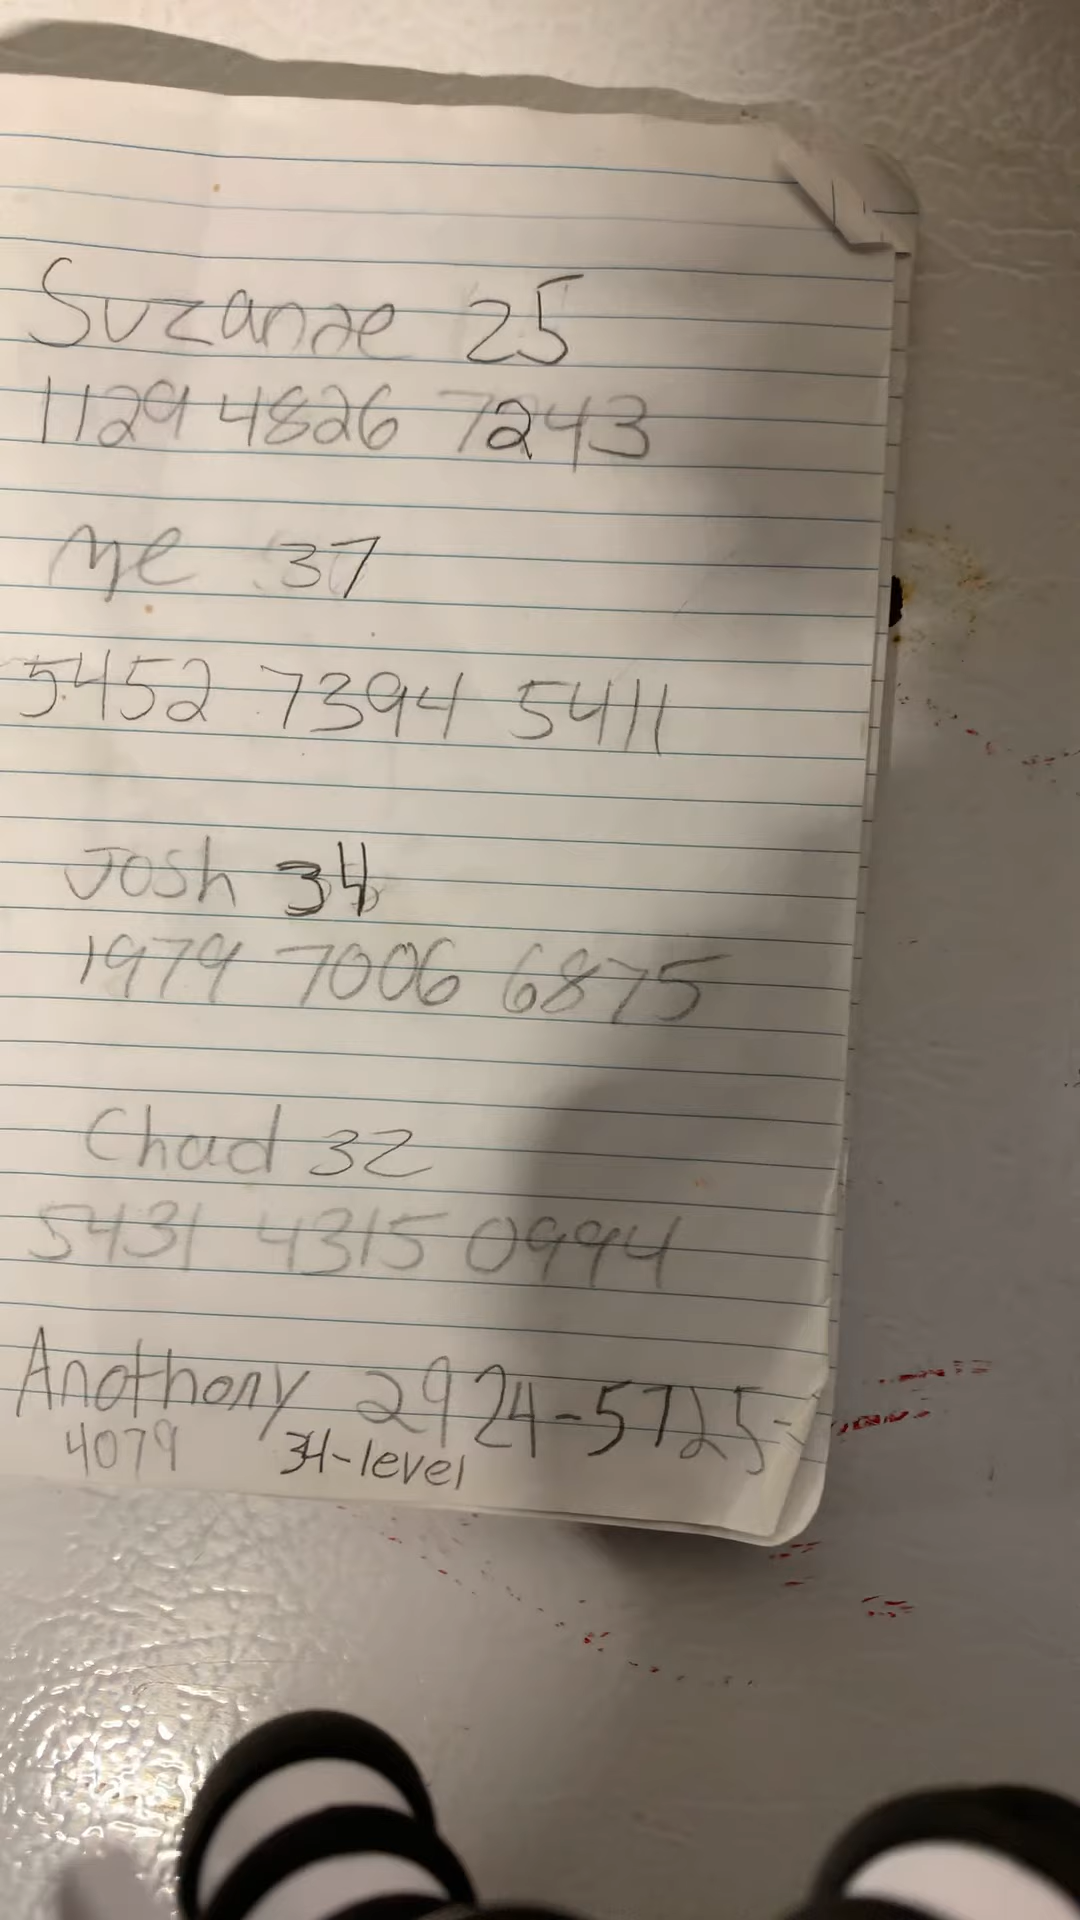 Suzanne 25
1129 4826 7243
Me 37
5452 7394 5411
Josh 34
1979 7006 6875
Chad 32
5431 4315 0994
Anothony 2924-5725-
4079 34-level